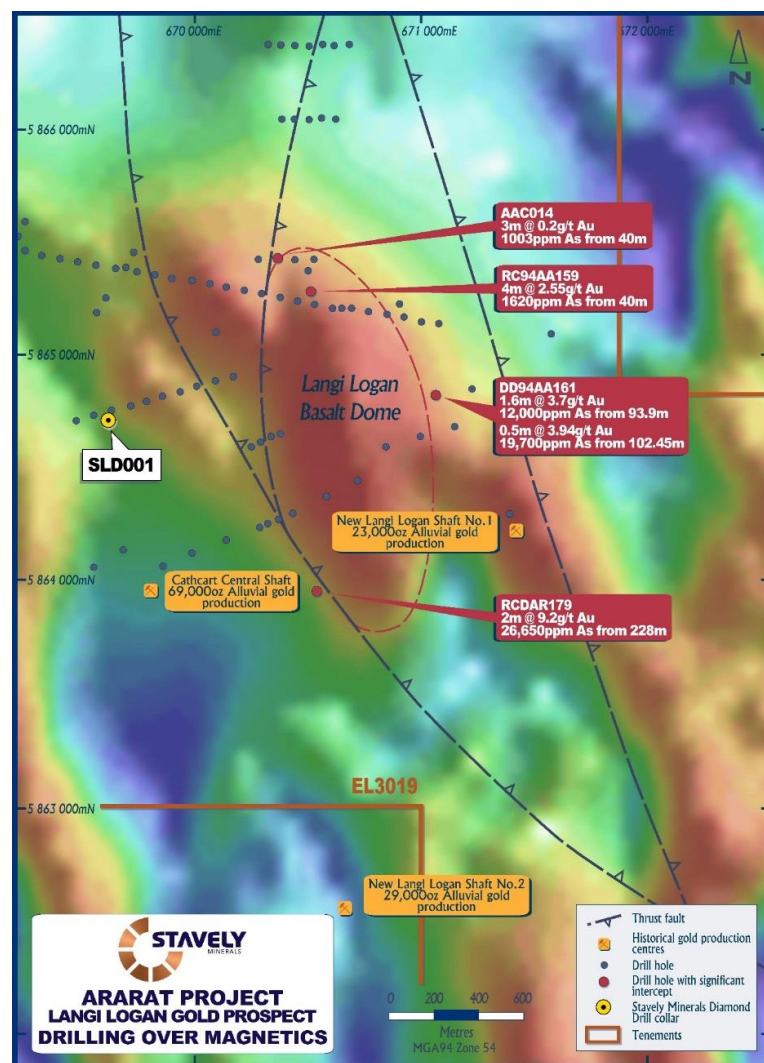 670 000mE
671 000mE
672 000mE
N
5 866 000mN
AAC014
3m @ 0.2g/t Au
1003ppm As from 40m
RC94AA159
4m @ 2.55g/t Au
1620ppm As from 40m
5 865 000mN
Langi Logan
Basalt Dome
DD94AA161
1.6m @ 3.7g/t Au
12,000ppm As from 93.9m
0.5m @ 3.94g/t Au
19,700ppm As from 102.45m
SLD001
New Langi Logan Shaft No.1
23,000oz Alluvial gold
production
5 864 000mN
Cathcart Central Shaft
69,000oz Alluvial gold
production
RCDAR179
2m @ 9.2g/t Au
26,650ppm As from 228m
EL3019
5 863 000mN
New Langi Logan Shaft No.2
29,000oz Alluvial gold
production
STAVELY
MINERALS
ARARAT PROJECT
LANGI LOGAN GOLD PROSPECT
DRILLING OVER MAGNETICS
0 200 400 600
Metres
MGA94 Zone 54
Thrust fault
Historical gold production
centres
Drill hole
Drill hole with significant
intercept
Stavely Minerals Diamond
Drill collar
Tenements